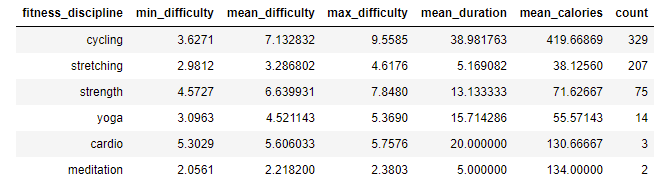 fitness_discipline min_difficulty mean_difficulty max_difficulty mean_duration mean_calories count
cycling 3.6271 7.132832 9.5585 38.981763 419.66869 329
stretching 2.9812 3.286802 4.6176 5.169082 38.12560 207
strength 4.5727 6.639931 7.8480 13.133333 71.62667 75
yoga 3.0963 4.521143 5.3690 15.714286 55.57143 14
cardio 5.3029 5.606033 5.7576 20.000000 130.66667 3
meditation 2.0561 2.218200 2.3803 5.000000 134.00000 2